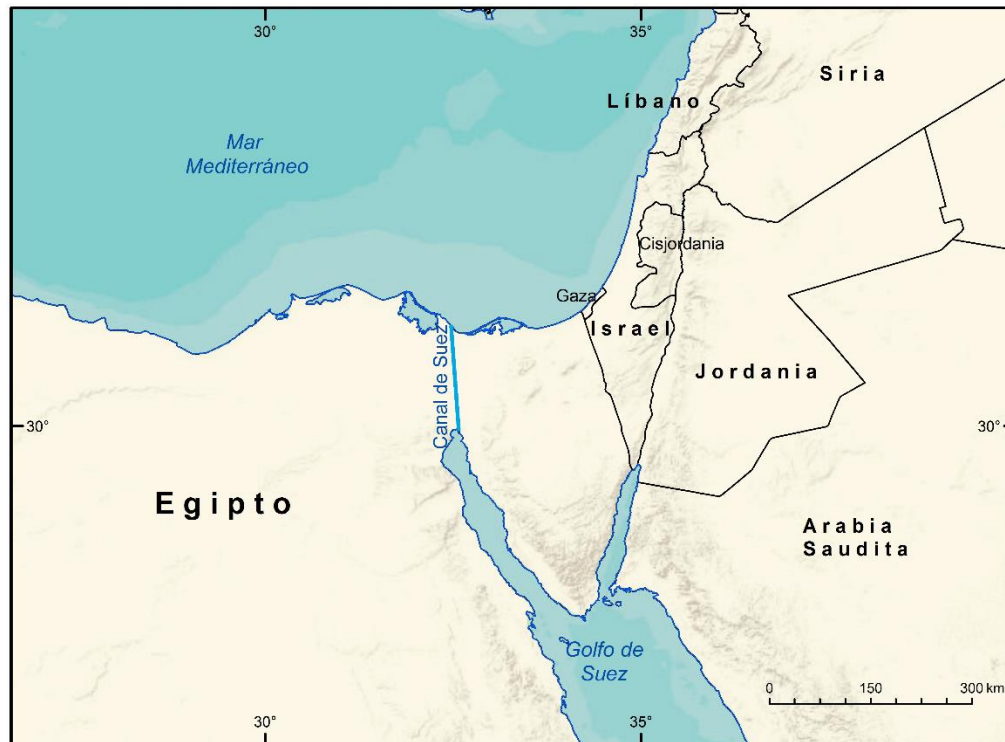 30°
35°
Siria
Líbano
Mar
Mediterráneo
Cisjordania
Gaza
Israel
Canal de Suez
Jordania
30°
30°
Egipto
Arabia
Saudita
Golfo de
Suez
0 150 300 km
30°
35°